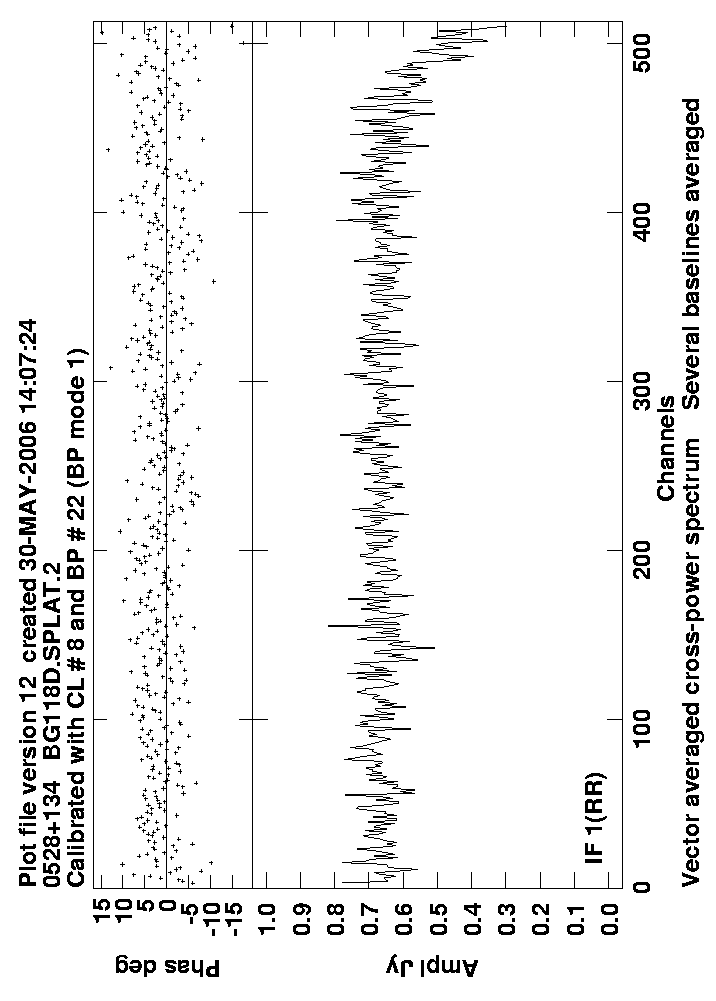 Plot file version 12 created 30-MAY-2006 14:07:24
0528+134 BG118D.SPLAT.2
Calibrated with CL # 8 and BP # 22 (BP mode 1)
Phas deg
15
10
5
0
-5
-10
-15
Ampl Jy
1.0
0.9
0.8
0.7
0.6
0.5
0.4
0.3
0.2
0.1
0.0
IF 1(RR)
0 100 200 300 400 500
Channels
Vector averaged cross-power spectrum Several baselines averaged